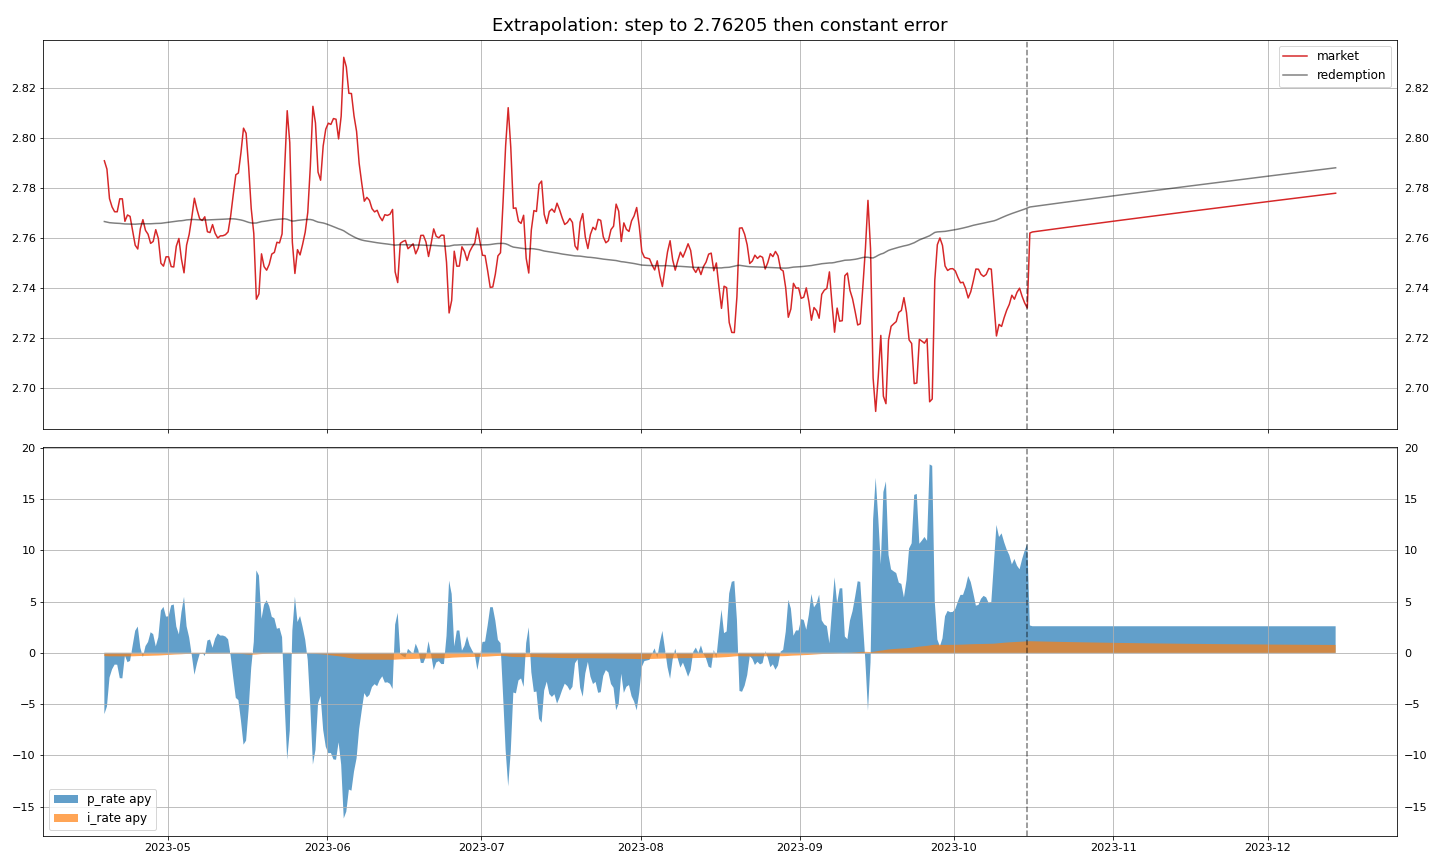 Extrapolation: step to 2.76205 then constant error
market
redemption
2.82 2.82
2.80 2.80
2.78 2.78
2.76 2.76
2.74 2.74
2.72 2.72
2.70 2.70
20 20
15 15
10 10
5 5
0 0
−5 −5
−10 −10
−15 −15
p_rate apy
i_rate apy
2023-05 2023-06 2023-07 2023-08 2023-09 2023-10 2023-11 2023-12